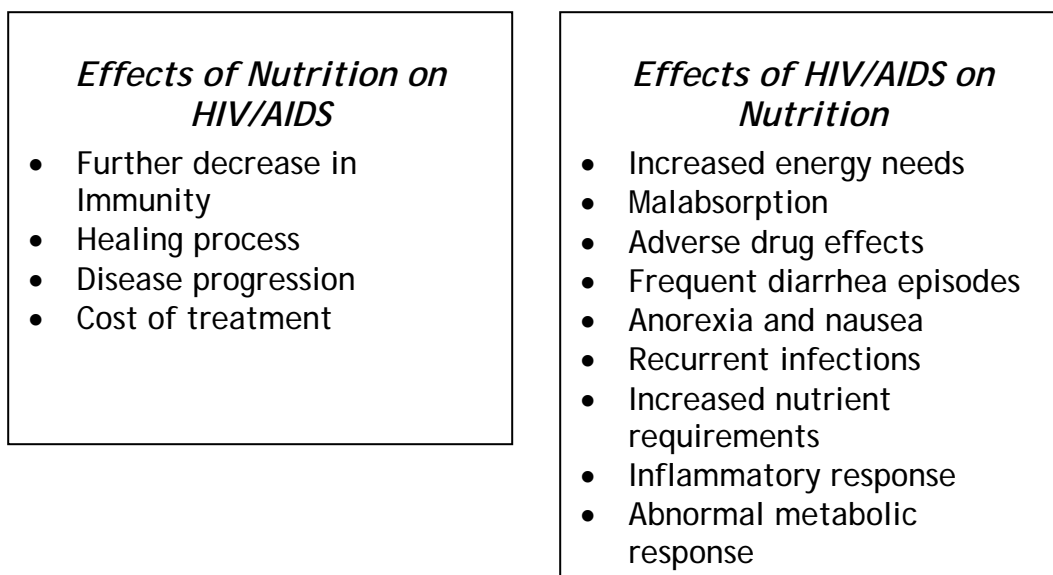 Effects of Nutrition on
HIV/AIDS
• Further decrease in
Immunity
• Healing process
• Disease progression
• Cost of treatment
Effects of HIV/AIDS on
Nutrition
• Increased energy needs
• Malabsorption
• Adverse drug effects
• Frequent diarrhea episodes
• Anorexia and nausea
• Recurrent infections
• Increased nutrient
requirements
• Inflammatory response
• Abnormal metabolic
response